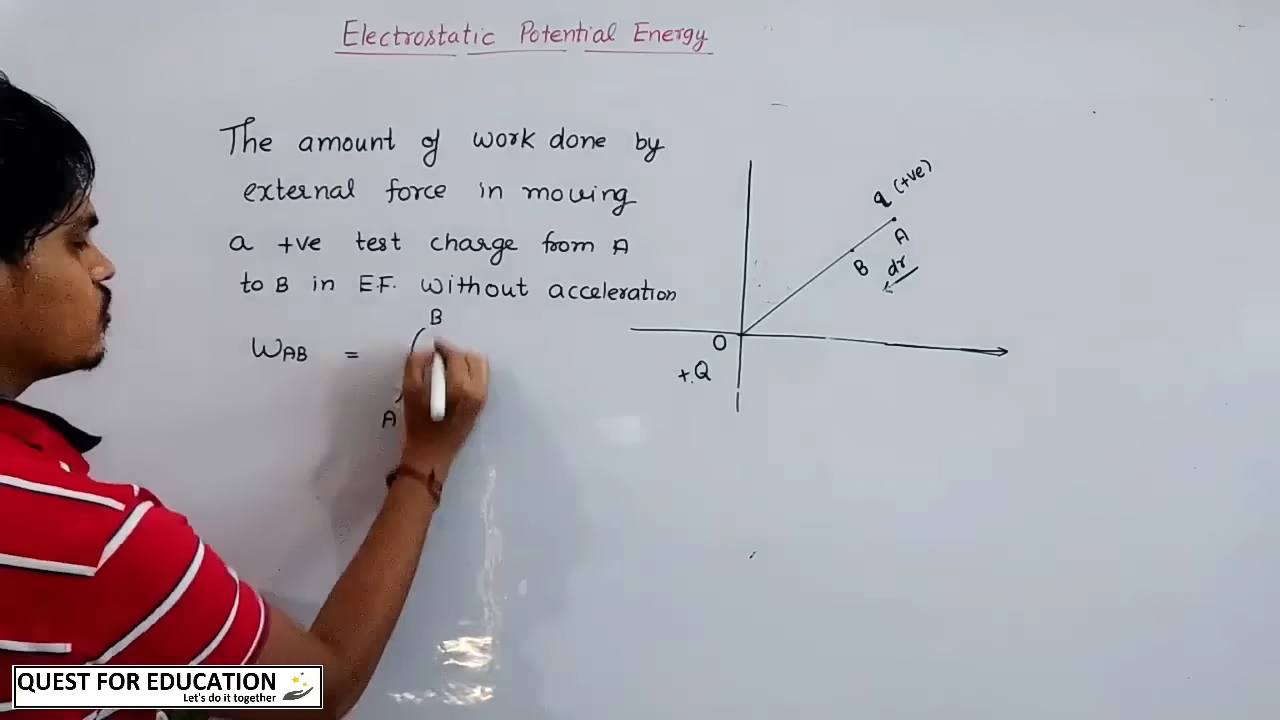 Electrostatic Potential Energy
The amount of work done by
external force in moving
a +ve test charge from A
to B in E.F. without acceleration
WAB = ∫
B
A
q (+ve)
A
B
dr
O
+Q
QUEST FOR EDUCATION
Let's do it together